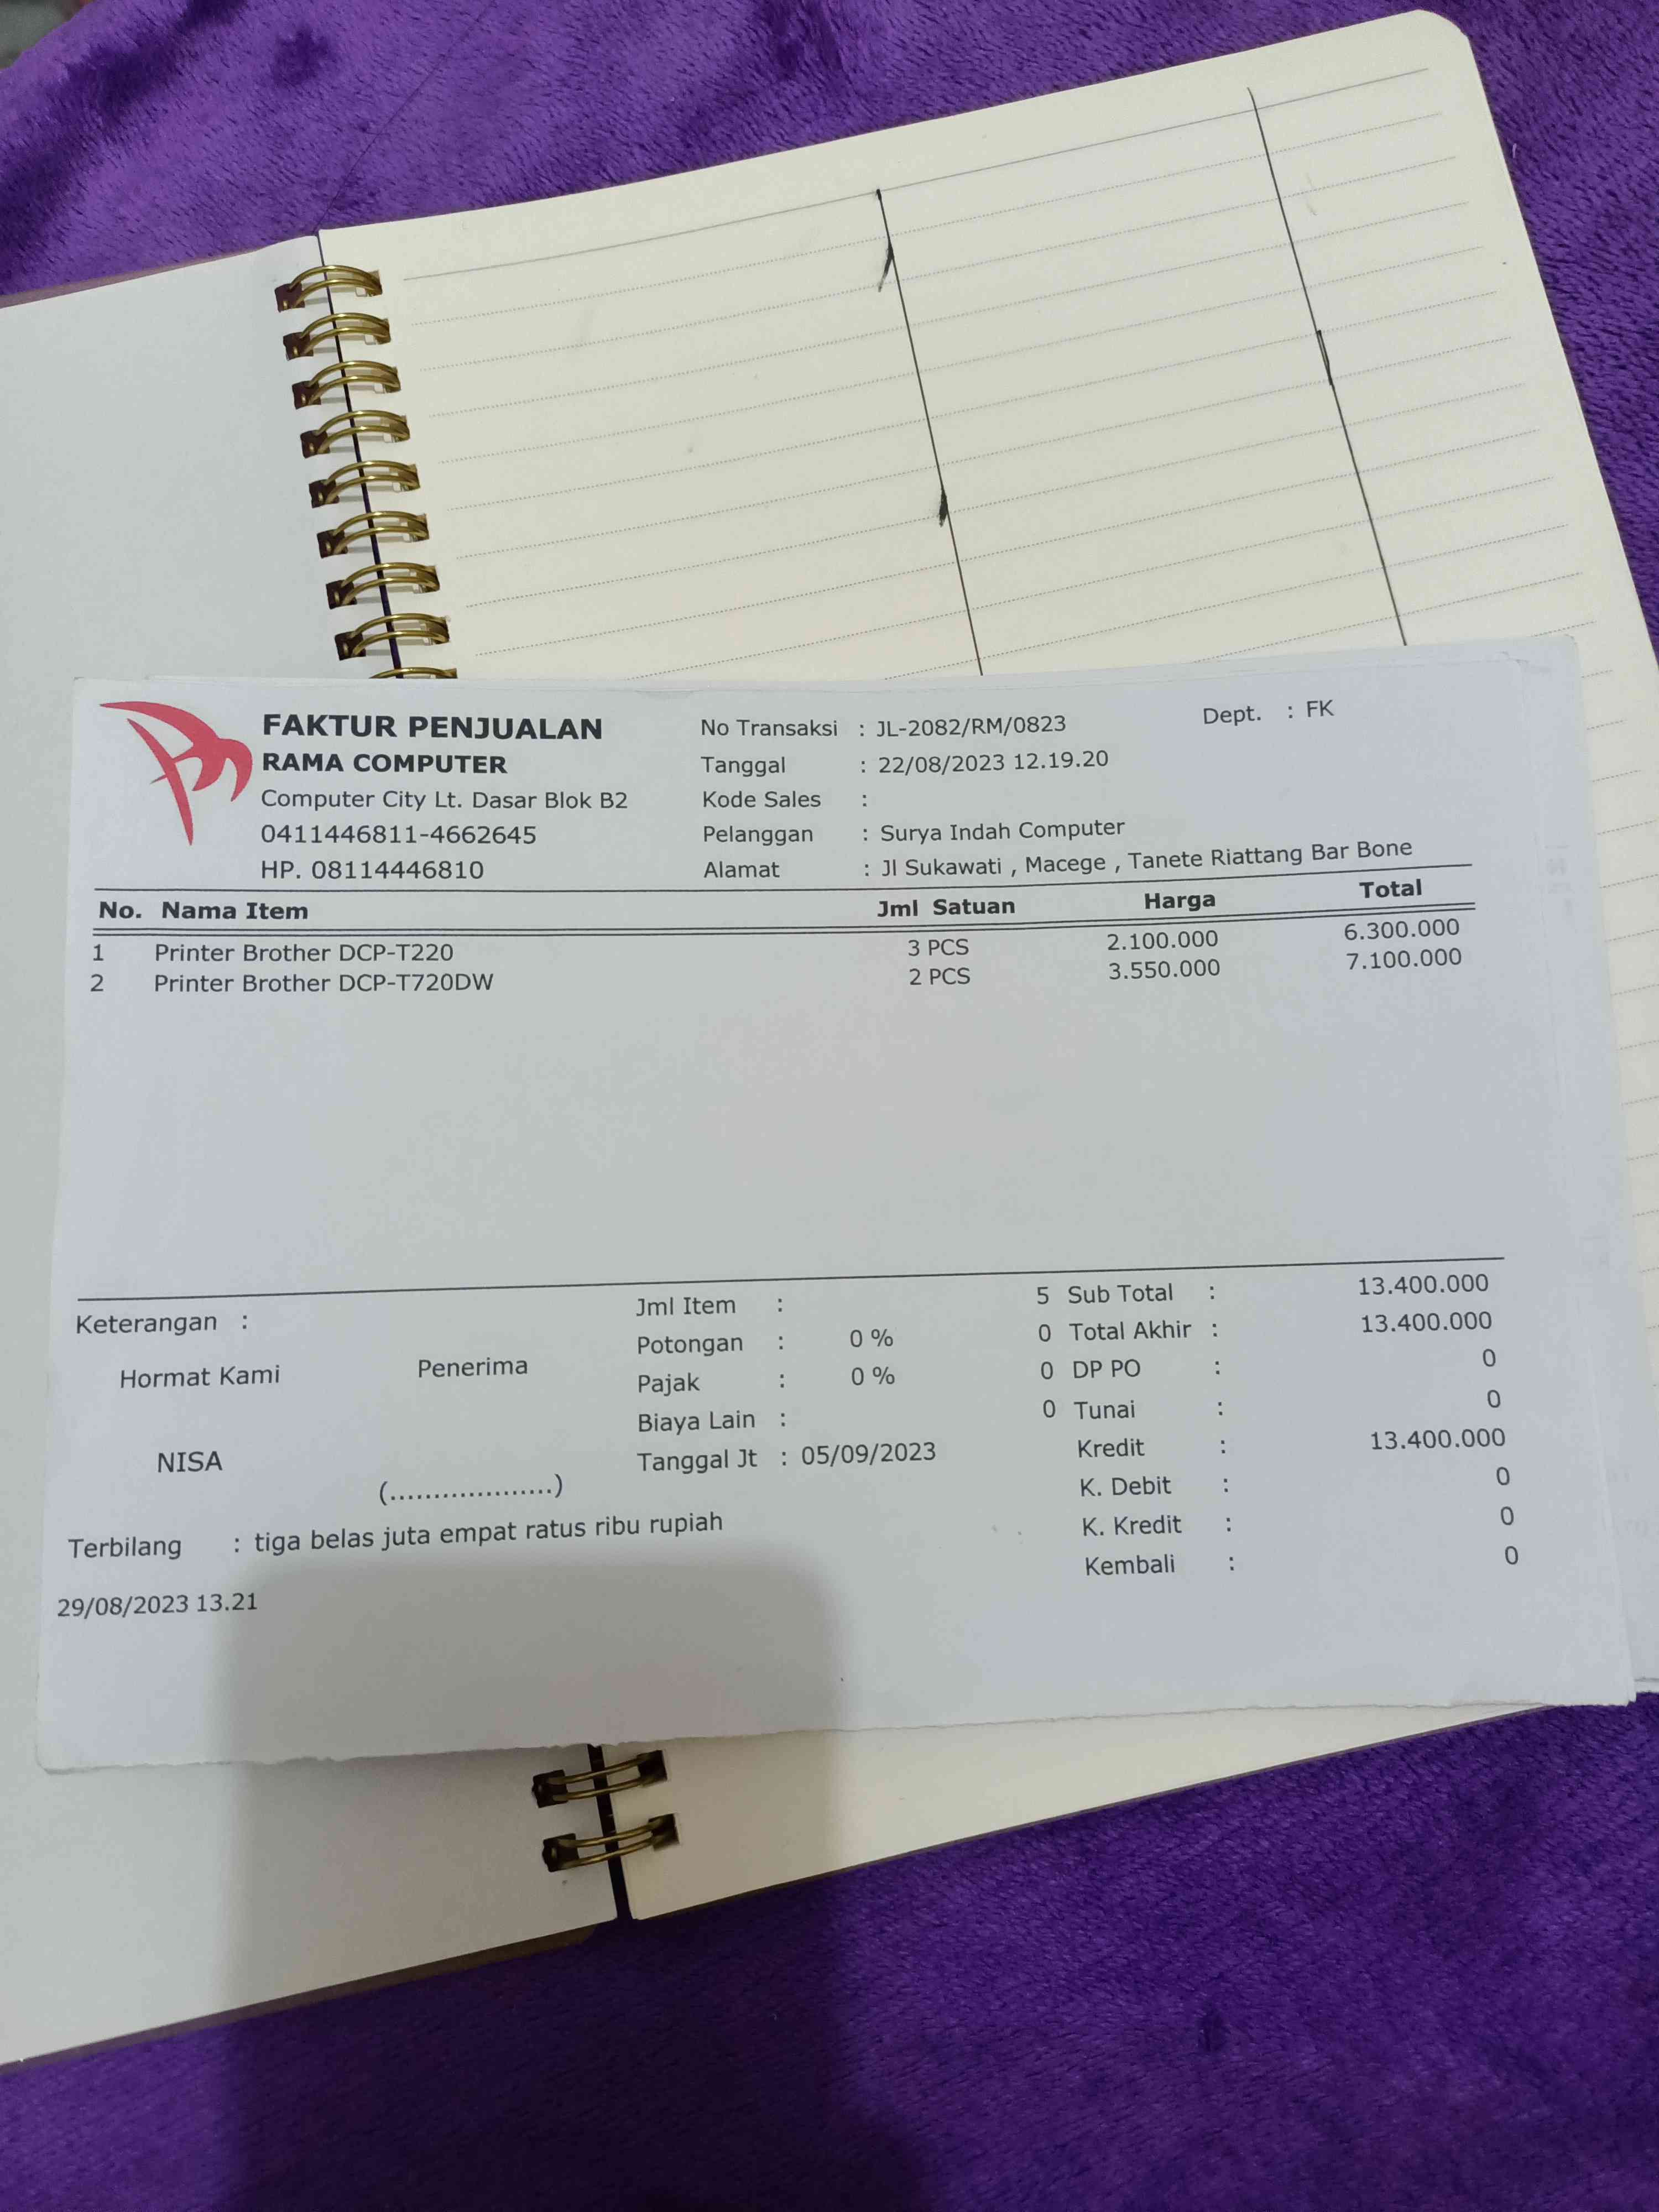 FAKTUR PENJUALAN
RAMA COMPUTER
Computer City Lt. Dasar Blok B2
0411446811-4662645
HP. 08114446810
No Transaksi : JL-2082/RM/0823
Tanggal : 22/08/2023 12.19.20
Kode Sales :
Pelanggan : Surya Indah Computer
Alamat : Jl Sukawati , Macege , Tanete Riattang Bar Bone
Dept. : FK
No. Nama Item Jml Satuan Harga Total
1 Printer Brother DCP-T220 3 PCS 2.100.000 6.300.000
2 Printer Brother DCP-T720DW 2 PCS 3.550.000 7.100.000
Keterangan :
Hormat Kami Penerima
NISA
(...................)
Jml Item : 5
Potongan : 0 % 0
Pajak : 0 % 0
Biaya Lain : 0
Tanggal Jt : 05/09/2023
Sub Total : 13.400.000
Total Akhir : 13.400.000
DP PO : 0
Tunai : 0
Kredit : 13.400.000
K. Debit : 0
K. Kredit : 0
Kembali : 0
Terbilang : tiga belas juta empat ratus ribu rupiah
29/08/2023 13.21